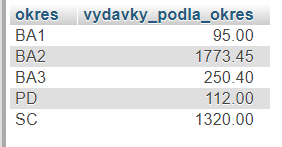 okres vydavky_podla_okres
BA1 95.00
BA2 1773.45
BA3 250.40
PD 112.00
SC 1320.00